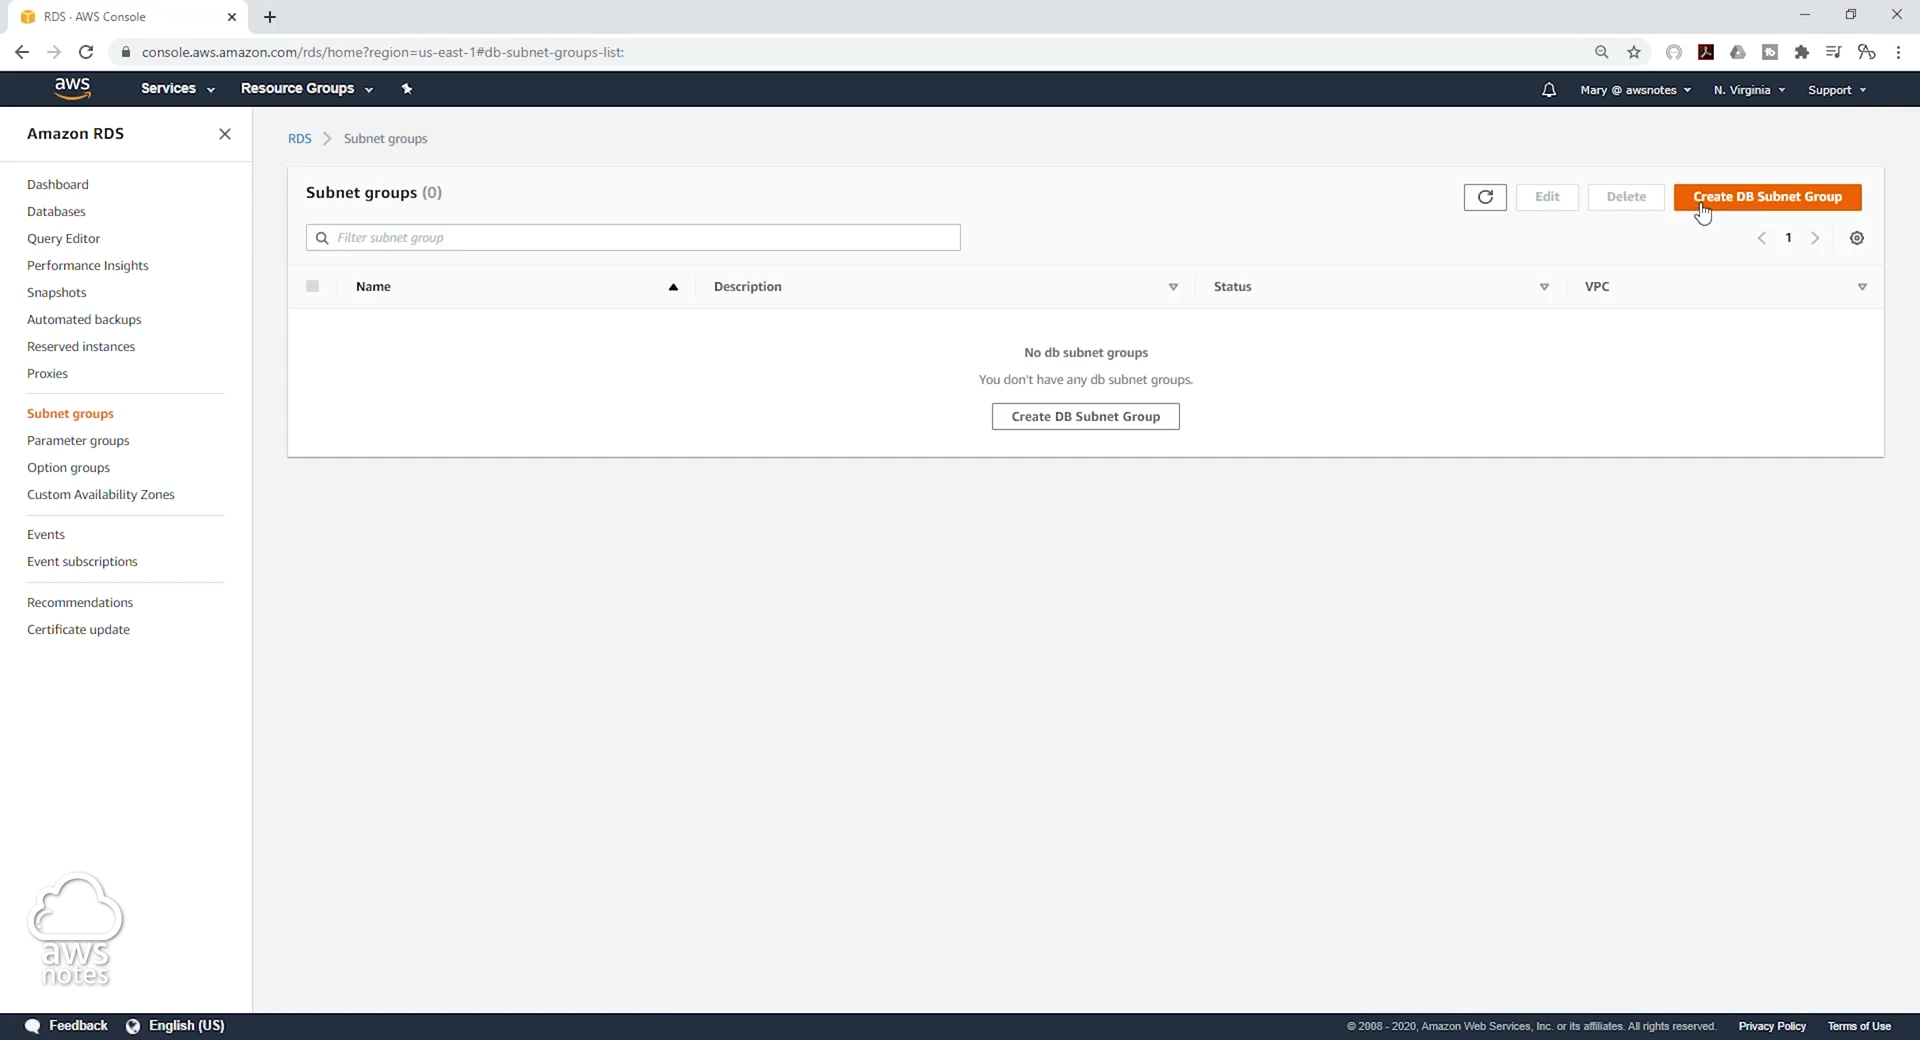 RDS · AWS Console
console.aws.amazon.com/rds/home?region=us-east-1#db-subnet-groups-list:
aws
Services
Resource Groups
Mary @ awsnotes
N. Virginia
Support
Amazon RDS
Dashboard
Databases
Query Editor
Performance Insights
Snapshots
Automated backups
Reserved instances
Proxies
Subnet groups
Parameter groups
Option groups
Custom Availability Zones
Events
Event subscriptions
Recommendations
Certificate update
RDS
Subnet groups
Subnet groups (0)
Edit
Delete
Create DB Subnet Group
Filter subnet group
1
Name
Description
Status
VPC
No db subnet groups
You don't have any db subnet groups.
Create DB Subnet Group
aws
notes
Feedback
English (US)
© 2008 - 2020, Amazon Web Services, Inc. or its affiliates. All rights reserved.
Privacy Policy
Terms of Use